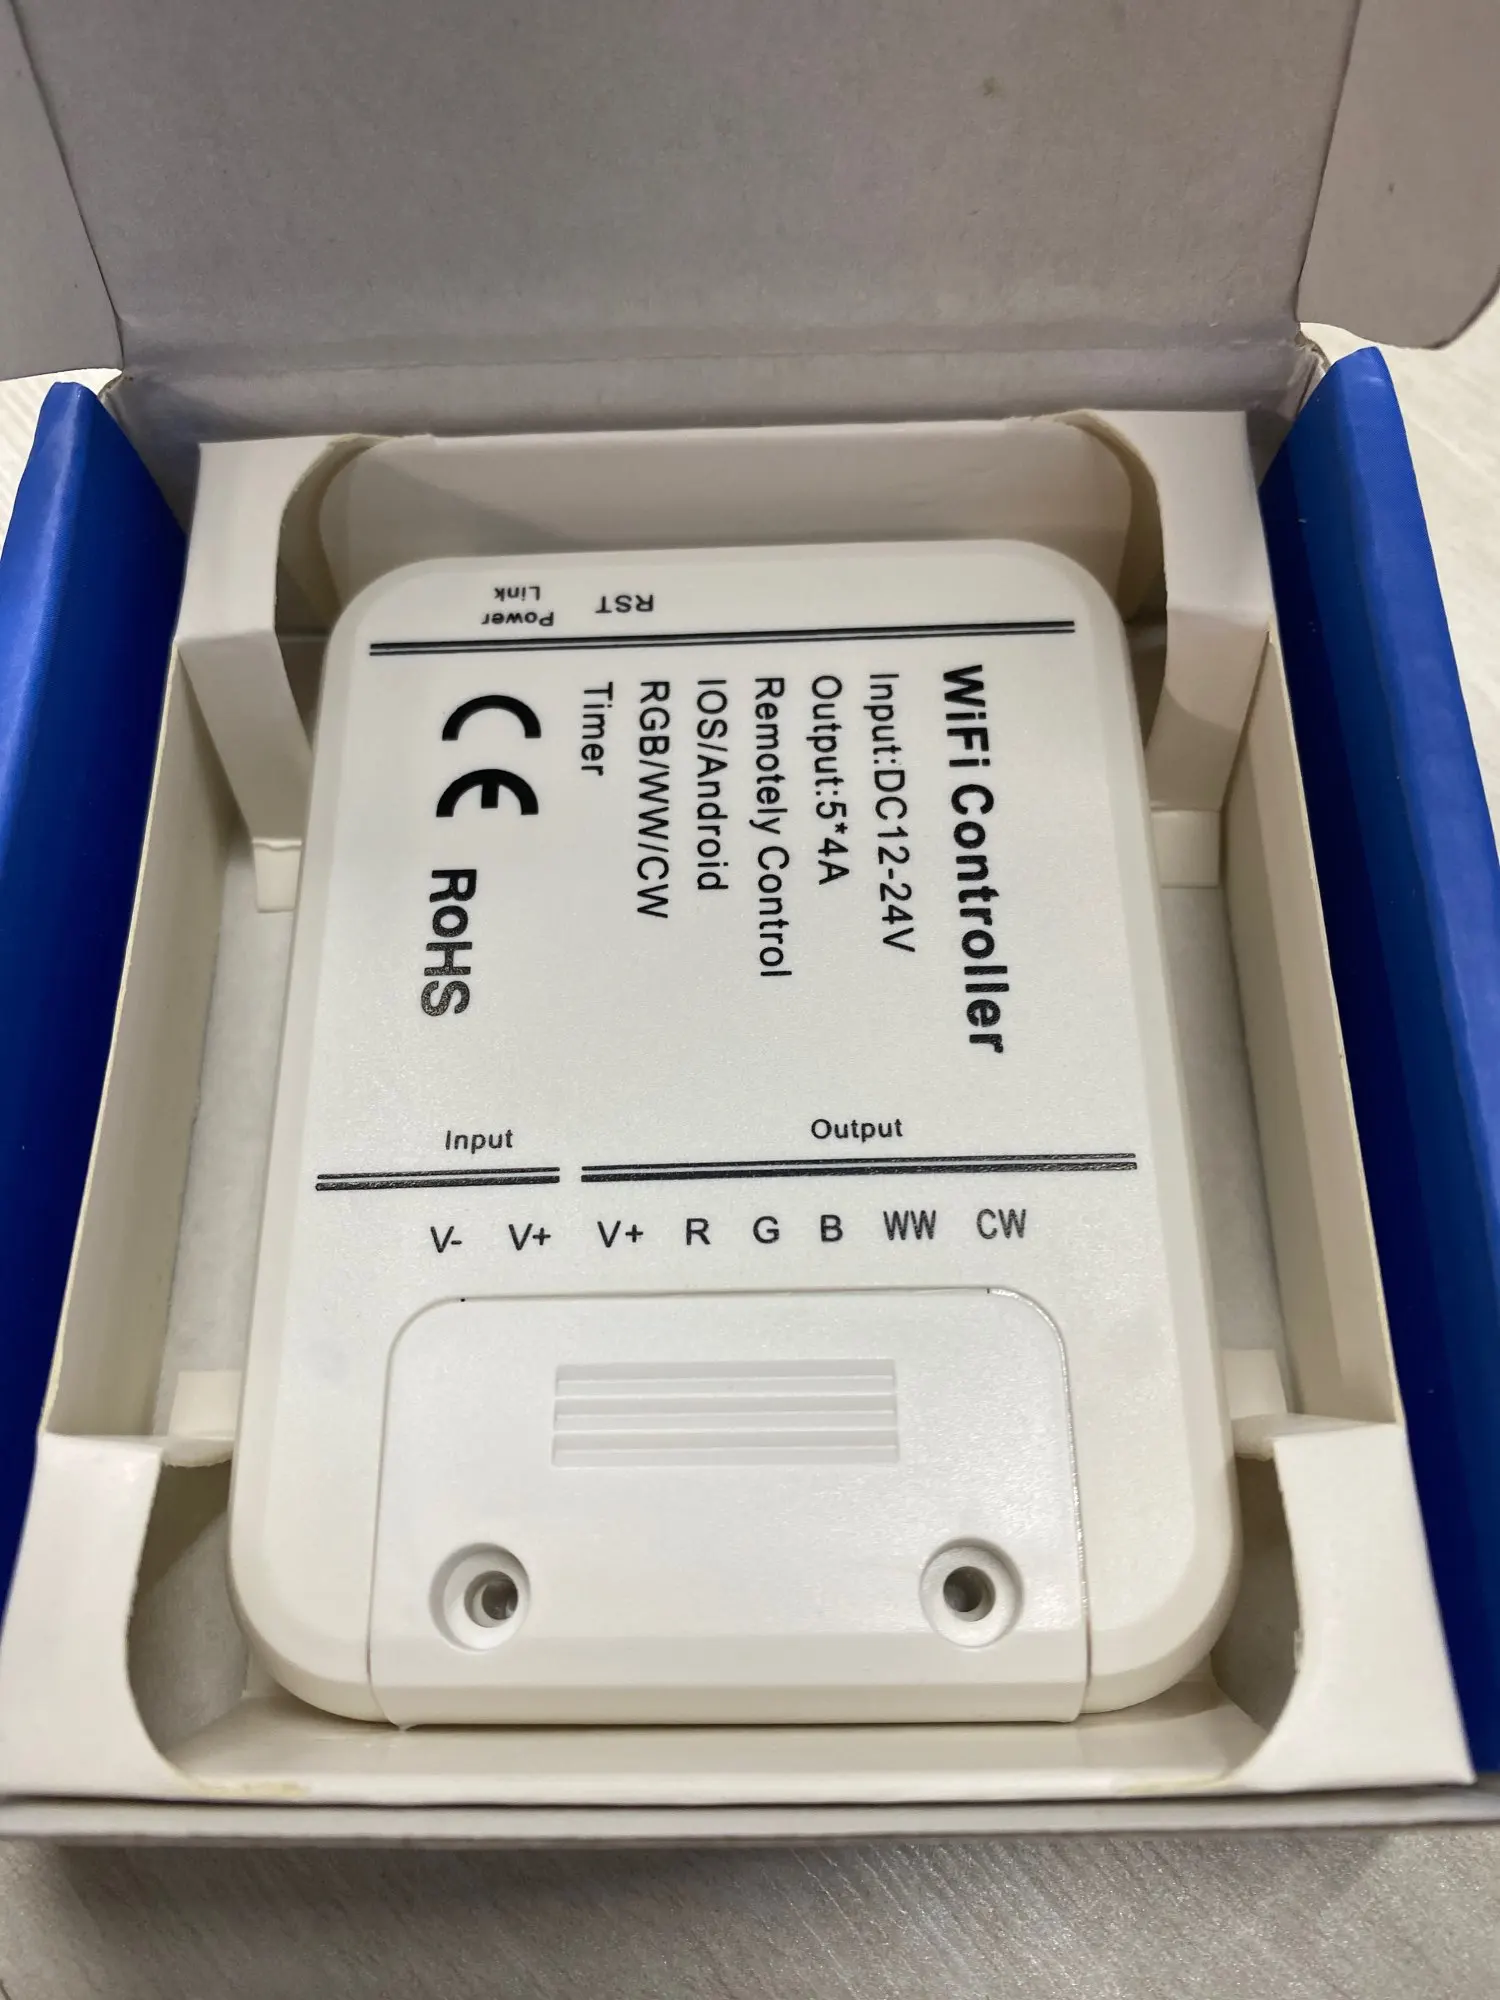 RST
Link
Power
WiFi Controller
Input:DC12-24V
Output:5*4A
Remotely Control
IOS/Android
RGB/WW/CW
Timer
CE RoHS
Input
Output
V- V+ V+ R G B WW CW